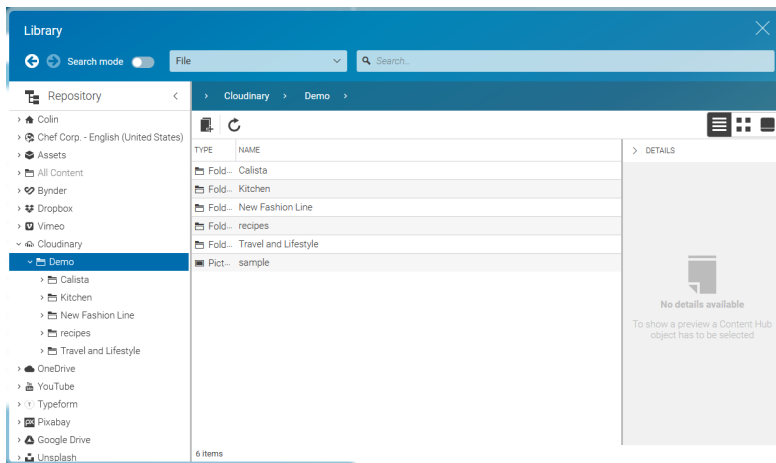 Library
Search mode
File
Search...
Repository
Cloudinary > Demo >
Colin
Chef Corp. - English (United States)
Assets
All Content
Bynder
Dropbox
Vimeo
Cloudinary
Demo
Calista
Kitchen
New Fashion Line
recipes
Travel and Lifestyle
OneDrive
YouTube
Typeform
Pixabay
Google Drive
Unsplash
TYPE NAME
Fold... Calista
Fold... Kitchen
Fold... New Fashion Line
Fold... recipes
Fold... Travel and Lifestyle
Pict... sample
6 items
DETAILS
No details available
To show a preview a Content Hub
object has to be selected